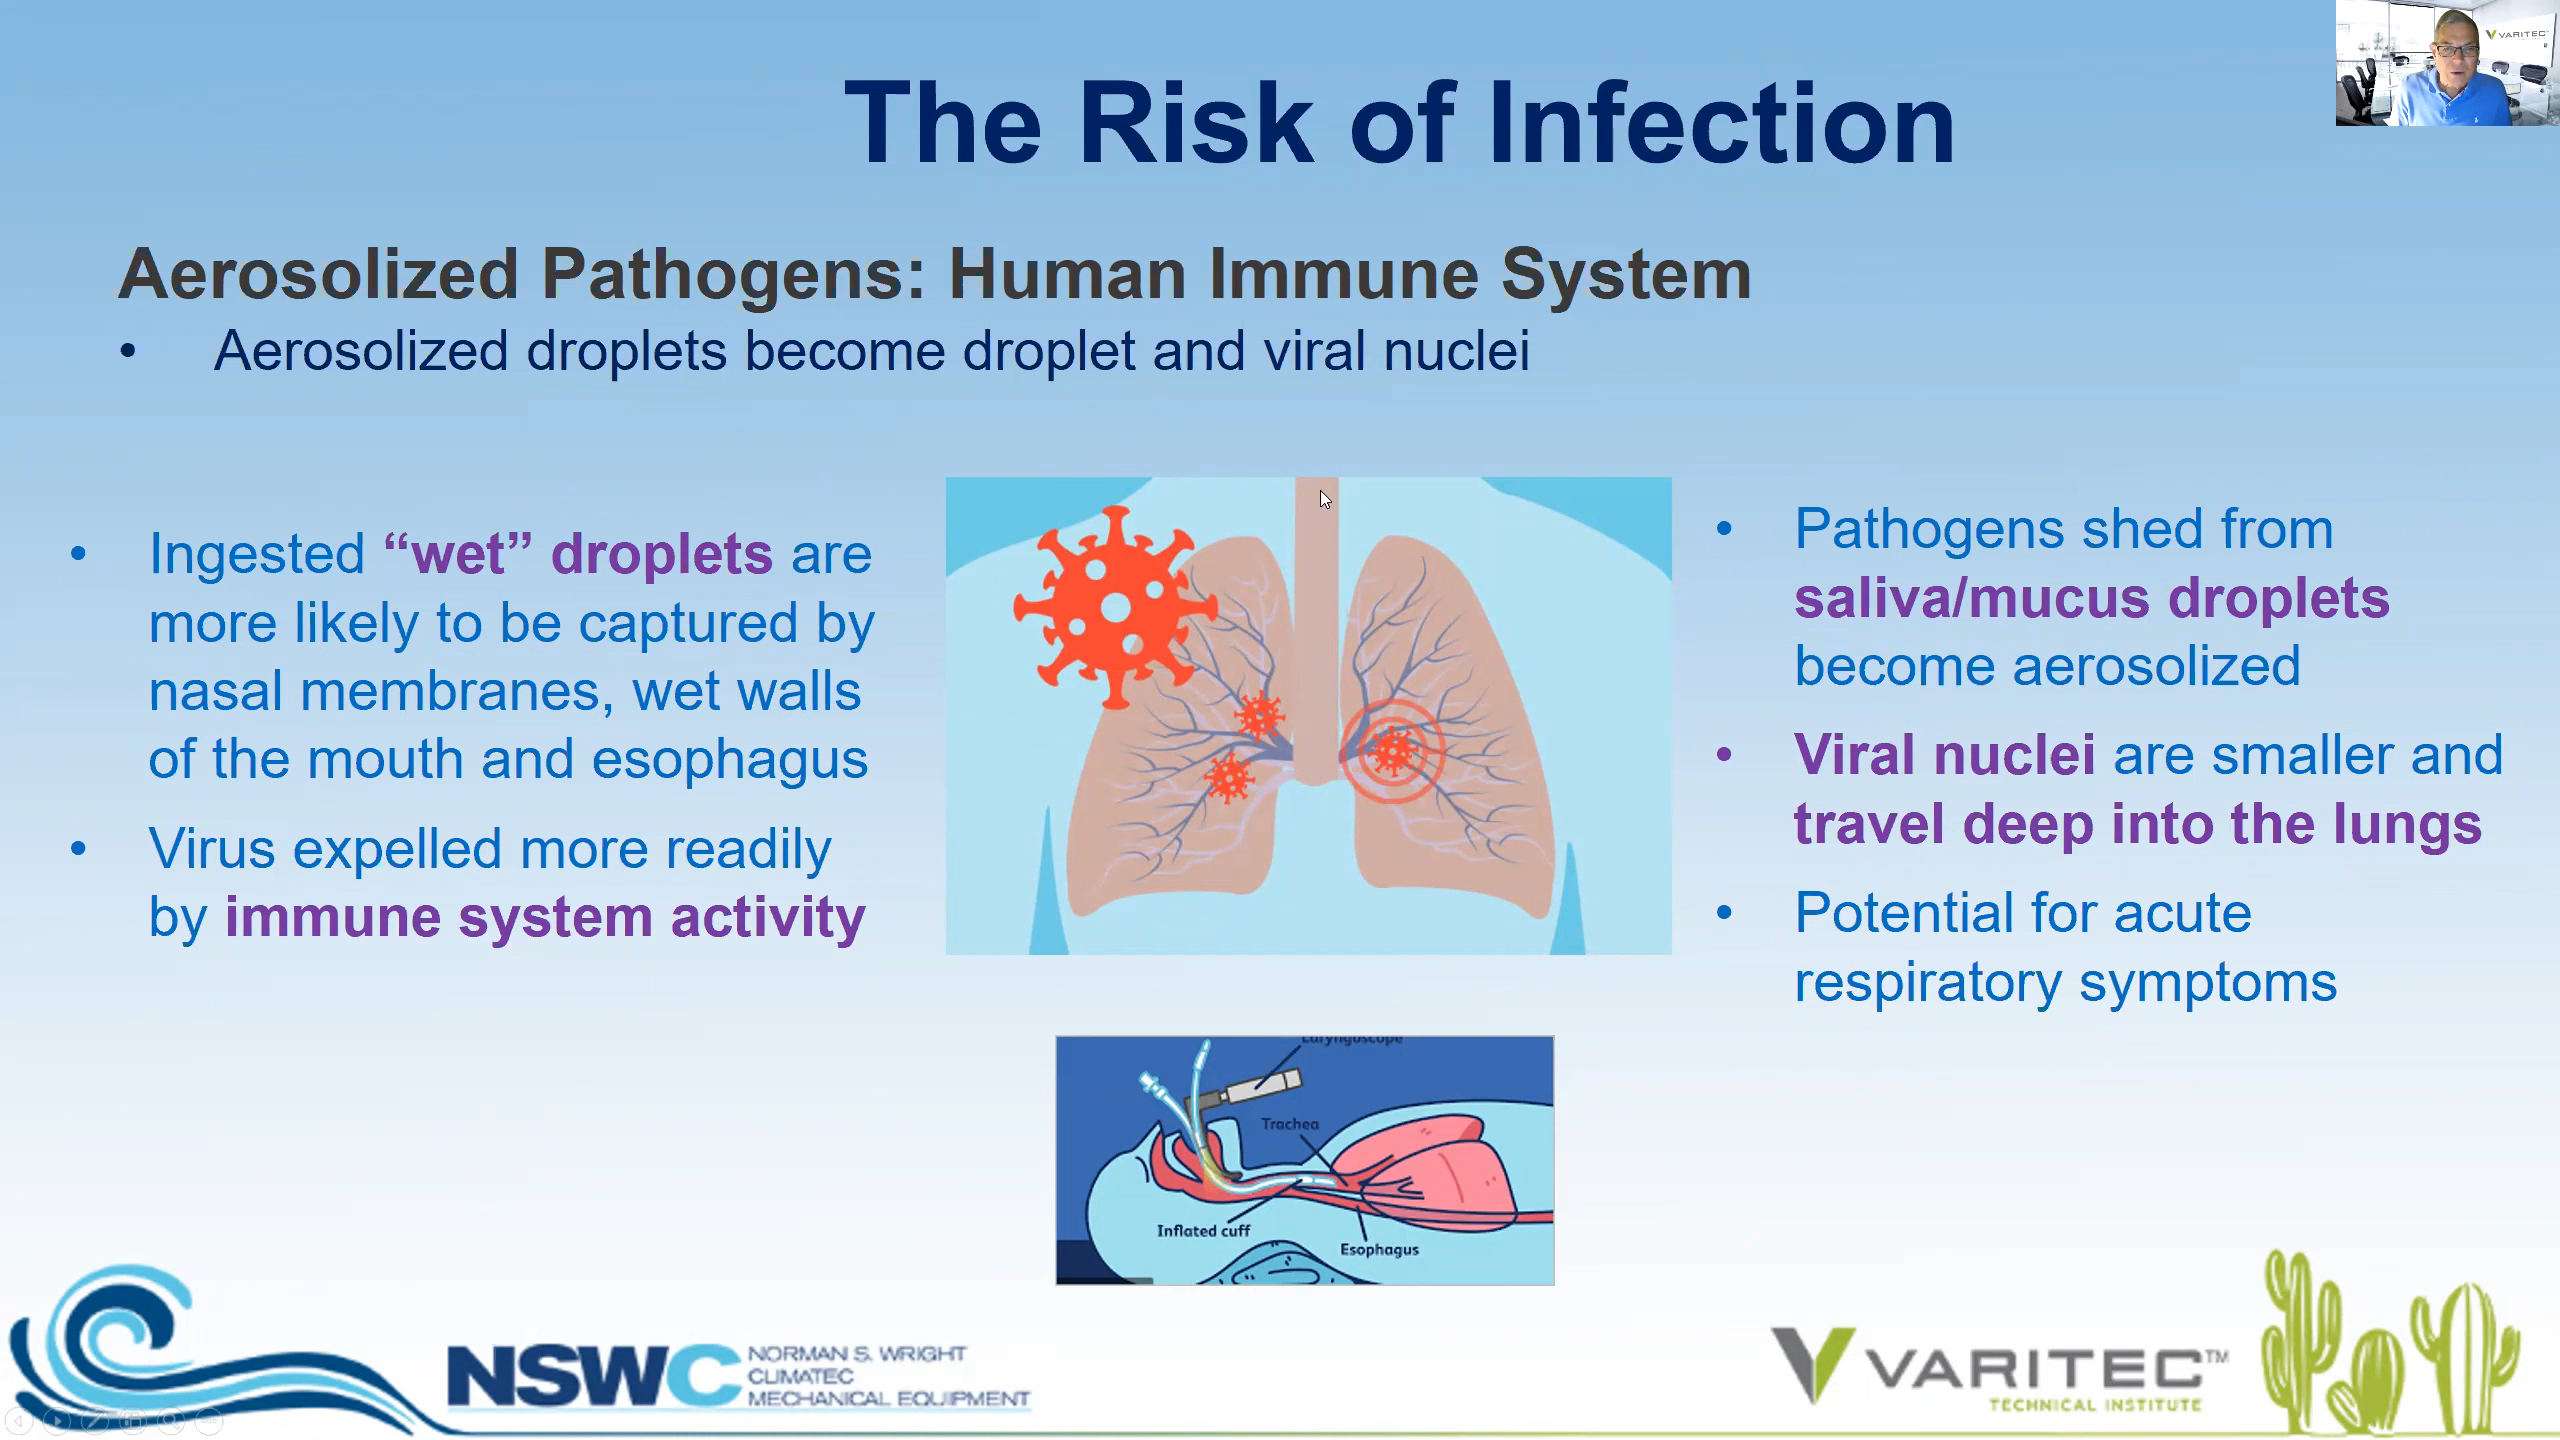 The Risk of Infection
VARITEC
Aerosolized Pathogens: Human Immune System
• Aerosolized droplets become droplet and viral nuclei
• Ingested “wet” droplets are
more likely to be captured by
nasal membranes, wet walls
of the mouth and esophagus
• Virus expelled more readily
by immune system activity
• Pathogens shed from
saliva/mucus droplets
become aerosolized
• Viral nuclei are smaller and
travel deep into the lungs
• Potential for acute
respiratory symptoms
Laryngoscope
Trachea
Inflated cuff
Esophagus
NSWC
NORMAN S. WRIGHT
CLIMATEC
MECHANICAL EQUIPMENT
VARITEC™
TECHNICAL INSTITUTE